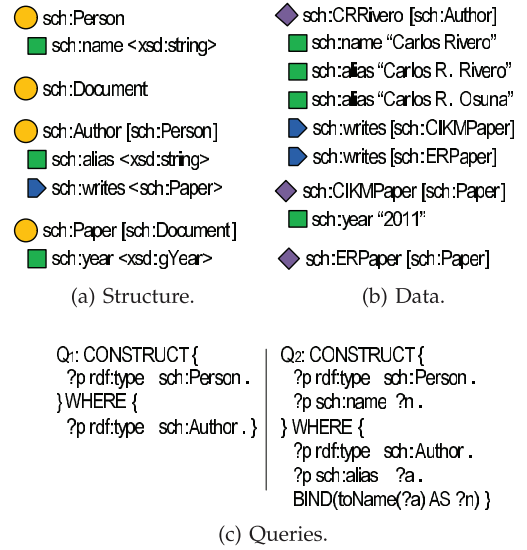 sch:Person
sch:name <xsd:string>
sch:Document
sch:Author [sch:Person]
sch:alias <xsd:string>
sch:writes <sch:Paper>
sch:Paper [sch:Document]
sch:year <xsd:gYear>
(a) Structure.
sch:CRRivero [sch:Author]
sch:name “Carlos Rivero”
sch:alias “Carlos R. Rivero”
sch:alias “Carlos R. Osuna”
sch:writes [sch:CIKMPaper]
sch:writes [sch:ERPaper]
sch:CIKMPaper [sch:Paper]
sch:year “2011”
sch:ERPaper [sch:Paper]
(b) Data.
Q1: CONSTRUCT {
?p rdf:type sch:Person .
} WHERE {
?p rdf:type sch:Author . }
Q2: CONSTRUCT {
?p rdf:type sch:Person .
?p sch:name ?n .
} WHERE {
?p rdf:type sch:Author .
?p sch:alias ?a .
BIND(toName(?a) AS ?n) }
(c) Queries.